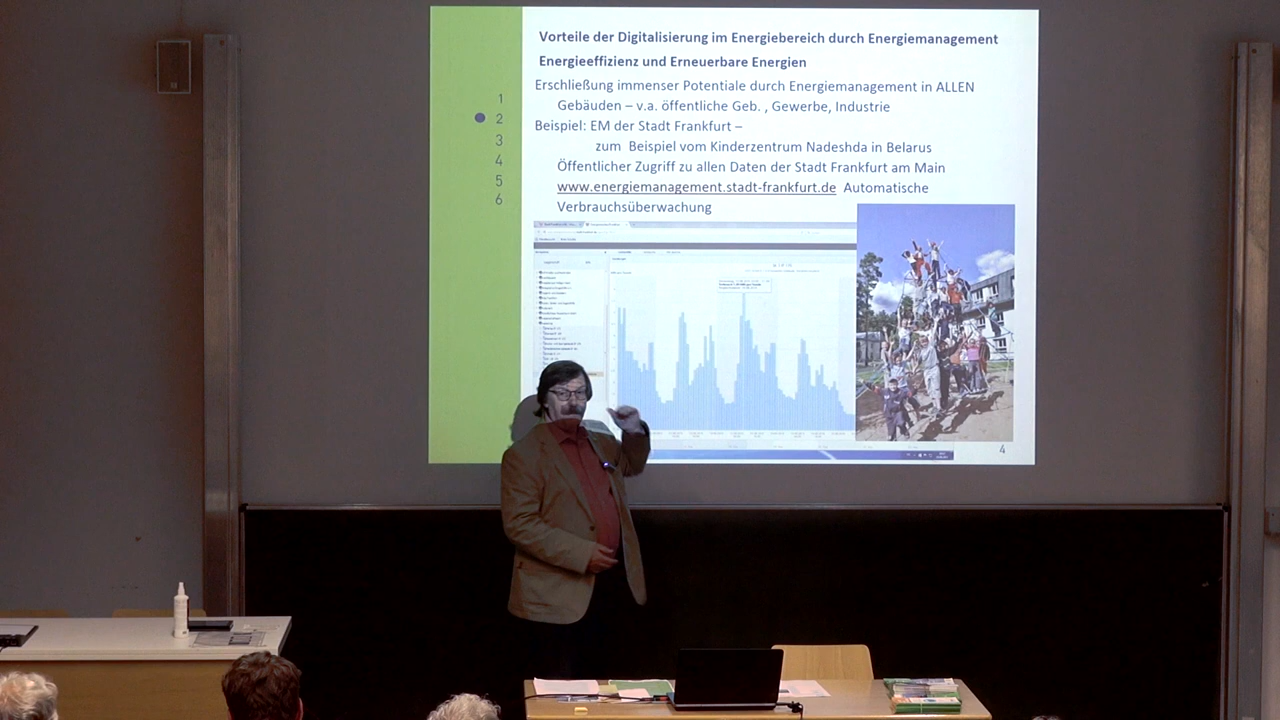 Vorteile der Digitalisierung im Energiebereich durch Energiemanagement
Energieeffizienz und Erneuerbare Energien
Erschließung immenser Potentiale durch Energiemanagement in ALLEN
Gebäuden – v.a. öffentliche Geb. , Gewerbe, Industrie
Beispiel: EM der Stadt Frankfurt –
zum Beispiel vom Kinderzentrum Nadeshda in Belarus
Öffentlicher Zugriff zu allen Daten der Stadt Frankfurt am Main
www.energiemanagement.stadt-frankfurt.de Automatische
Verbrauchsüberwachung
1
2
3
4
5
6
4